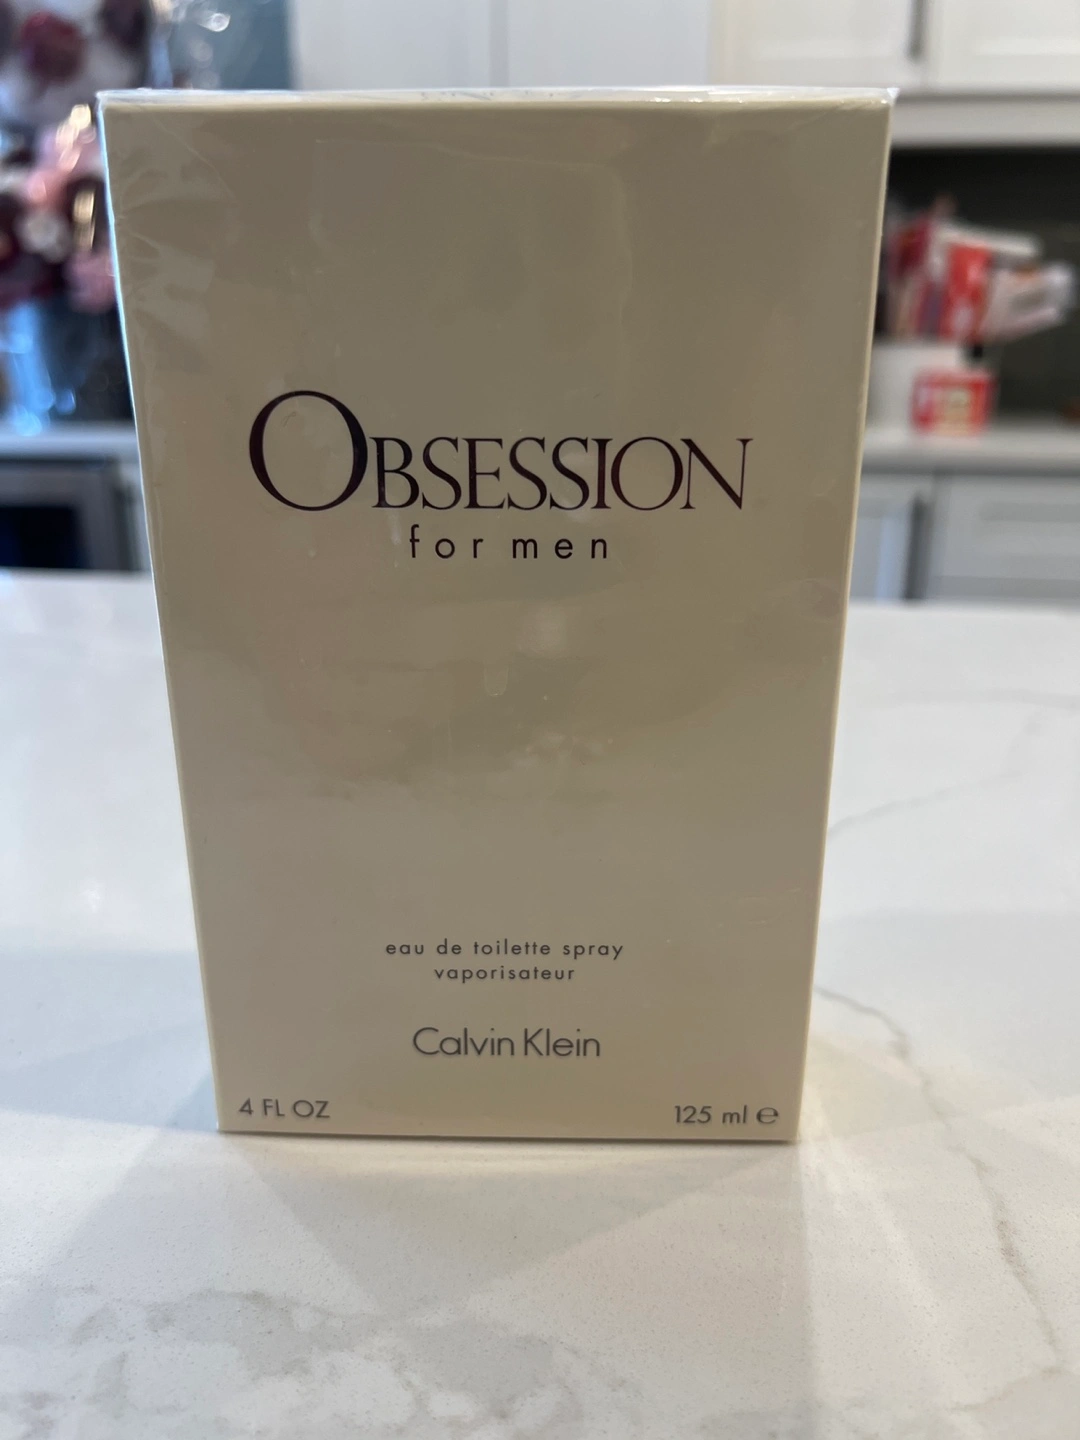 OBSESSION
for men
eau de toilette spray
vaporisateur
Calvin Klein
4 FL OZ
125 ml ℮